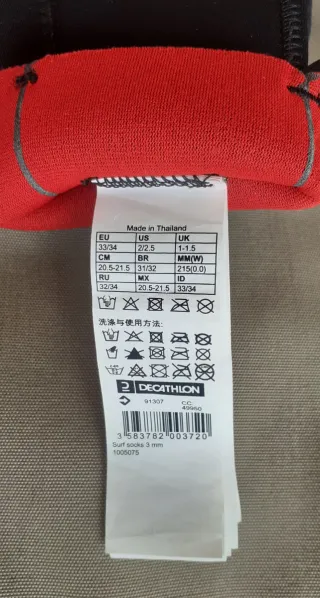 Made in Thailand
EU US UK
33/34 2/2.5 1-1.5
CM BR MM(W)
20.5-21.5 31/32 215(0.0)
RU MX ID
32/34 20.5-21.5 33/34
洗涤与使用方法:
DECATHLON
91307 CC:
49980
3 583782 003720
Surf socks 3 mm
1005075